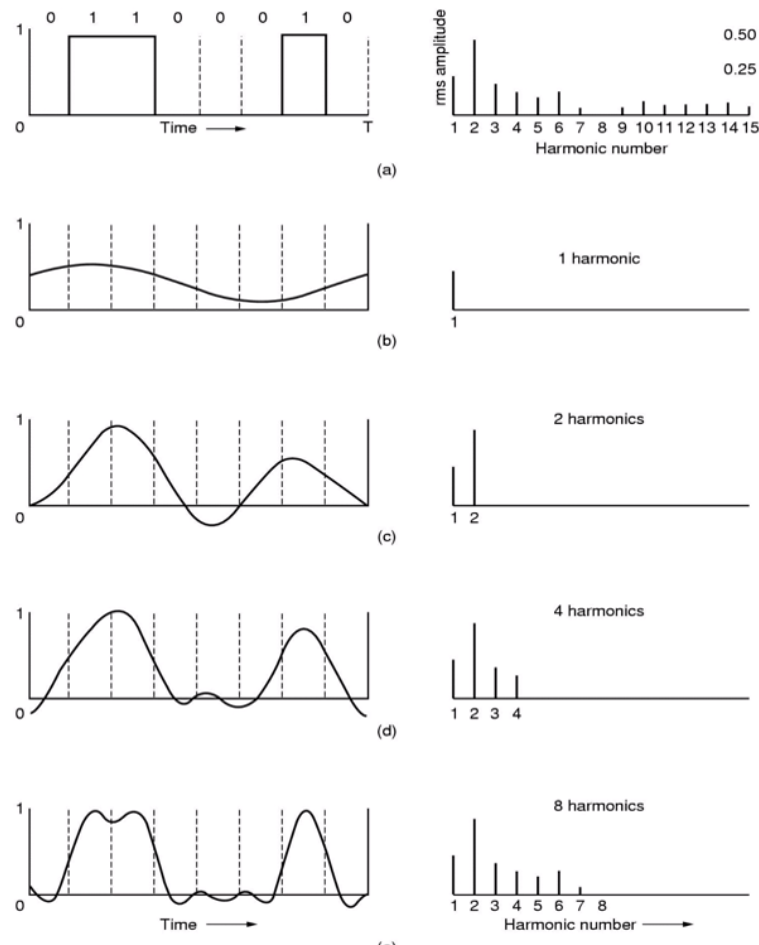 0 1 1 0 0 0 1 0
1
0
Time
T
rms amplitude
0.50
0.25
1 2 3 4 5 6 7 8 9 10 11 12 13 14 15
Harmonic number
(a)
1
0
1 harmonic
1
(b)
1
0
2 harmonics
1 2
(c)
1
0
4 harmonics
1 2 3 4
(d)
1
0
Time
8 harmonics
1 2 3 4 5 6 7 8
Harmonic number